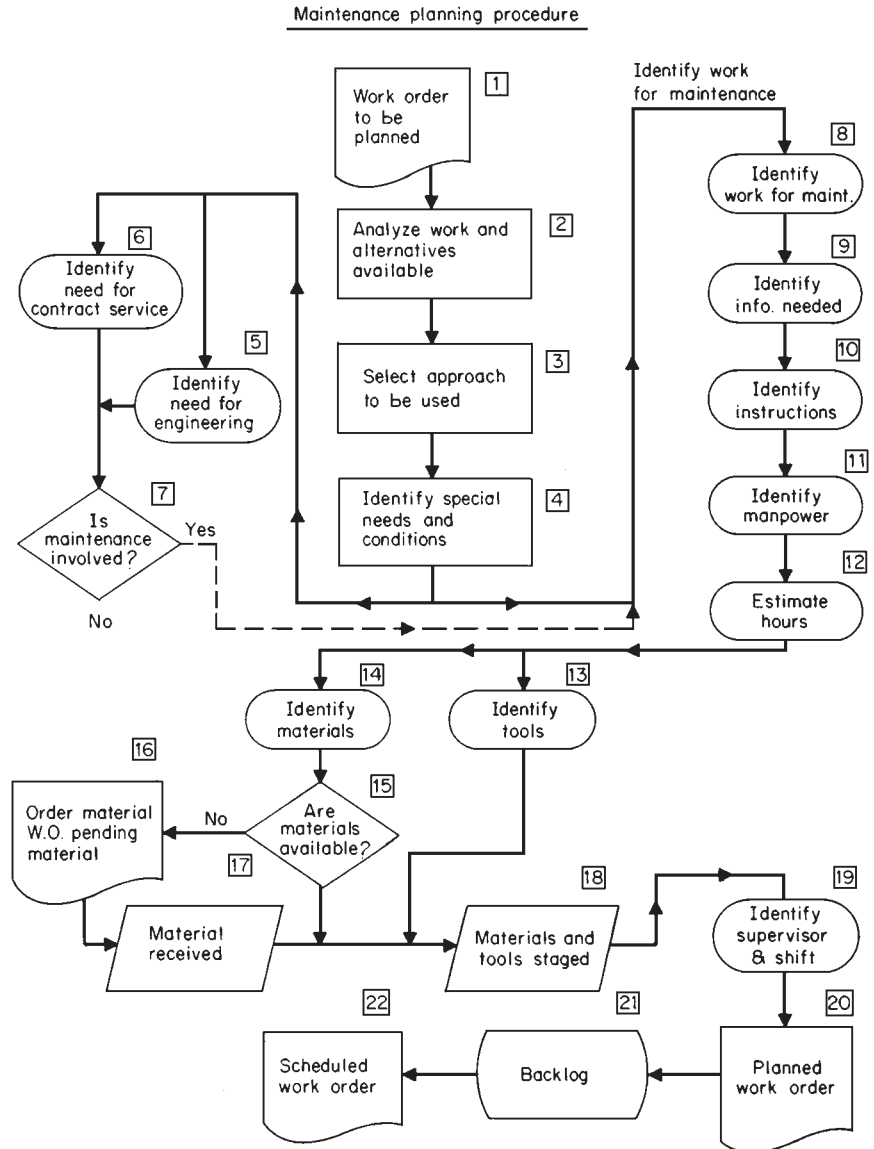 Maintenance planning procedure
1
Work order
to be
planned
Identify work
for maintenance
8
Identify
work for maint.
2
Analyze work and
alternatives
available
6
Identify
need for
contract service
9
Identify
info. needed
5
Identify
need for
engineering
3
Select approach
to be used
10
Identify
instructions
7
Is
maintenance
involved?
Yes
No
4
Identify special
needs and
conditions
11
Identify
manpower
12
Estimate
hours
14
Identify
materials
13
Identify
tools
16
Order material
W.O. pending
material
No
15
Are
materials
available?
17
Material
received
18
Materials and
tools staged
19
Identify
supervisor
& shift
22
Scheduled
work order
21
Backlog
20
Planned
work order